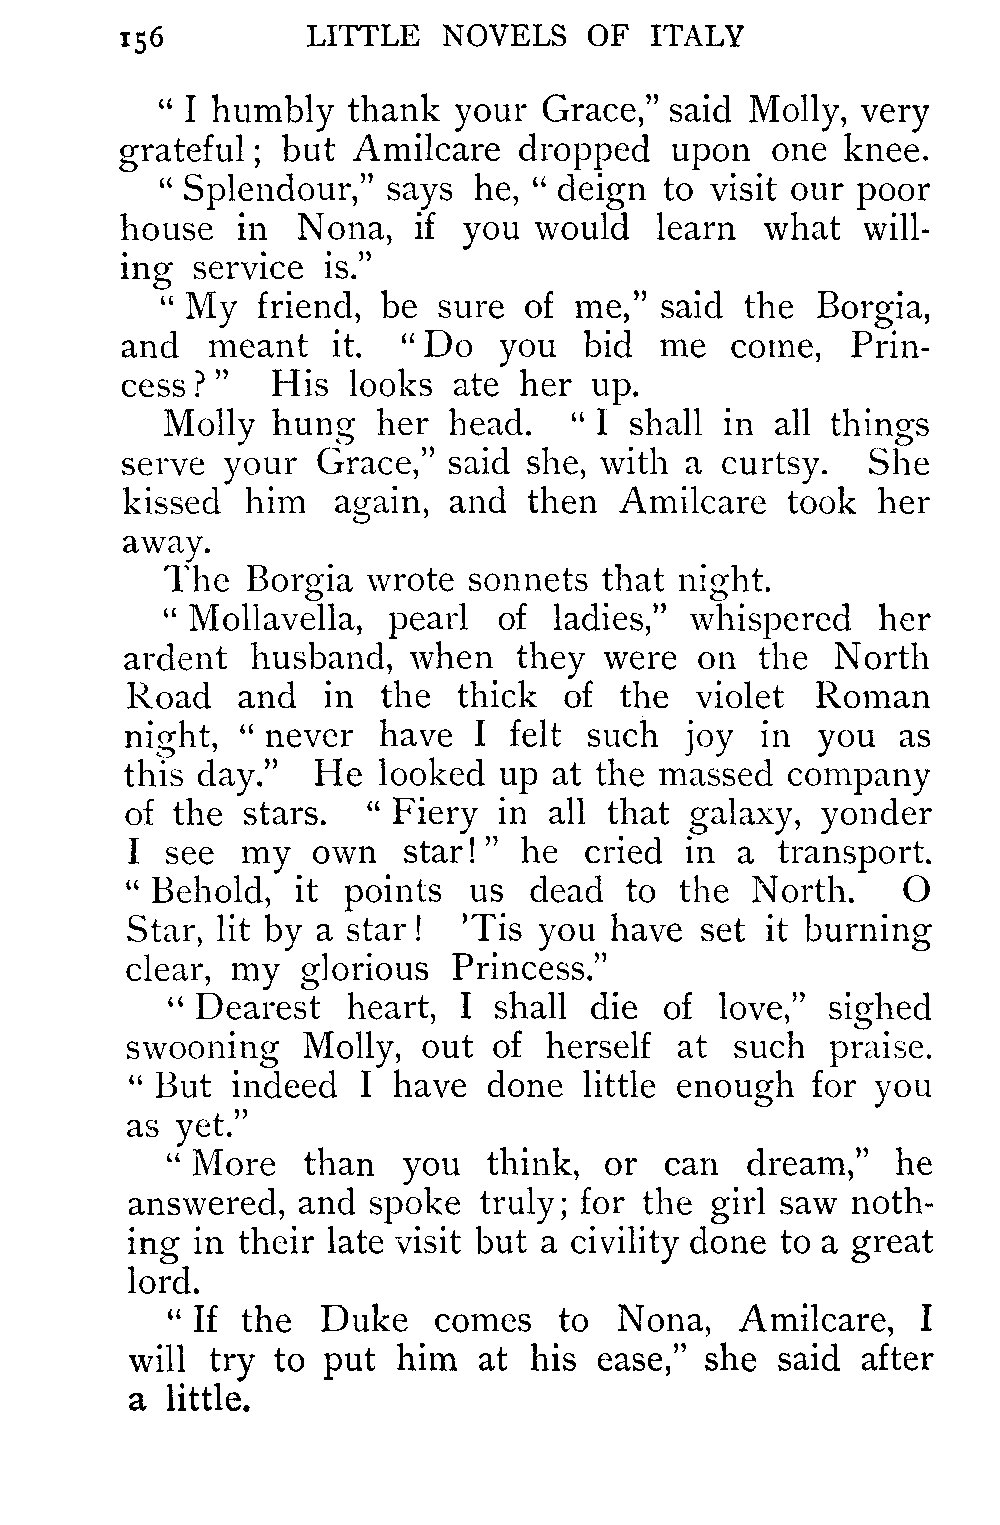 156 LITTLE NOVELS OF ITALY
“ I humbly thank your Grace,” said Molly, very
grateful ; but Amilcare dropped upon one knee.
“ Splendour,” says he, “ deign to visit our poor
house in Nona, if you would learn what will-
ing service is.”
“ My friend, be sure of me,” said the Borgia,
and meant it. “ Do you bid me come, Prin-
cess ? ” His looks ate her up.
Molly hung her head. “ I shall in all things
serve your Grace,” said she, with a curtsy. She
kissed him again, and then Amilcare took her
away.
The Borgia wrote sonnets that night.
“ Mollavella, pearl of ladies,” whispered her
ardent husband, when they were on the North
Road and in the thick of the violet Roman
night, “ never have I felt such joy in you as
this day.” He looked up at the massed company
of the stars. “ Fiery in all that galaxy, yonder
I see my own star! ” he cried in a transport.
“ Behold, it points us dead to the North. O
Star, lit by a star ! ’Tis you have set it burning
clear, my glorious Princess.”
“ Dearest heart, I shall die of love,” sighed
swooning Molly, out of herself at such praise.
“ But indeed I have done little enough for you
as yet.”
“ More than you think, or can dream,” he
answered, and spoke truly; for the girl saw noth-
ing in their late visit but a civility done to a great
lord.
“ If the Duke comes to Nona, Amilcare, I
will try to put him at his ease,” she said after
a little.